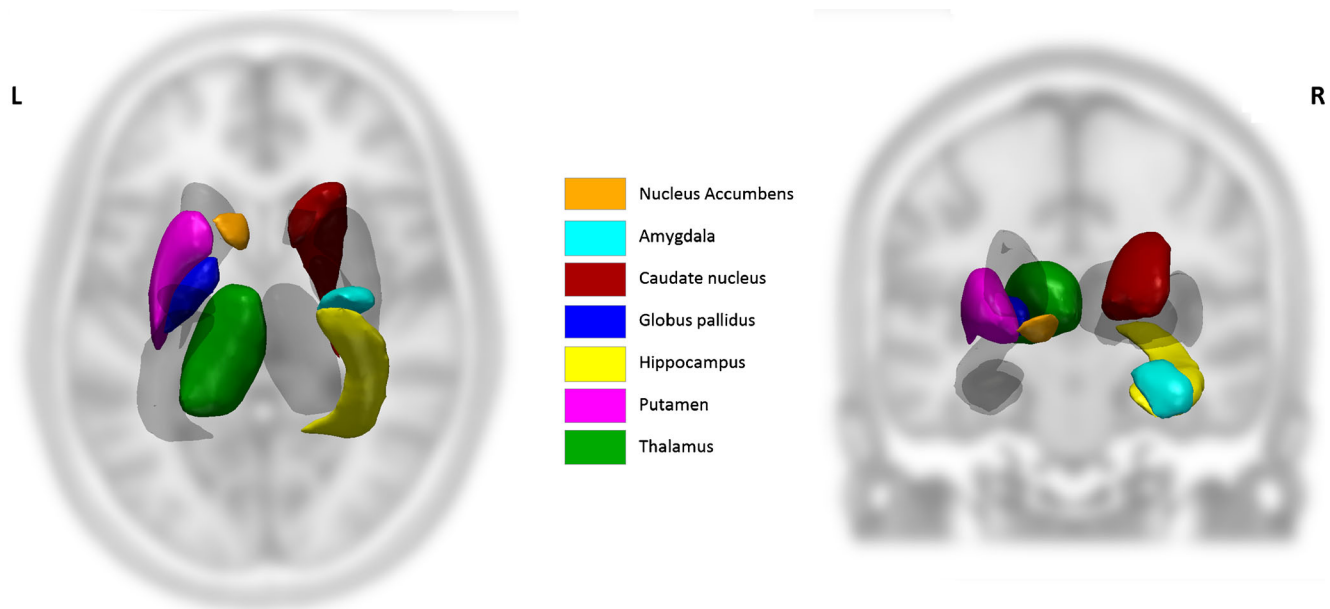 L
R
Nucleus Accumbens
Amygdala
Caudate nucleus
Globus pallidus
Hippocampus
Putamen
Thalamus